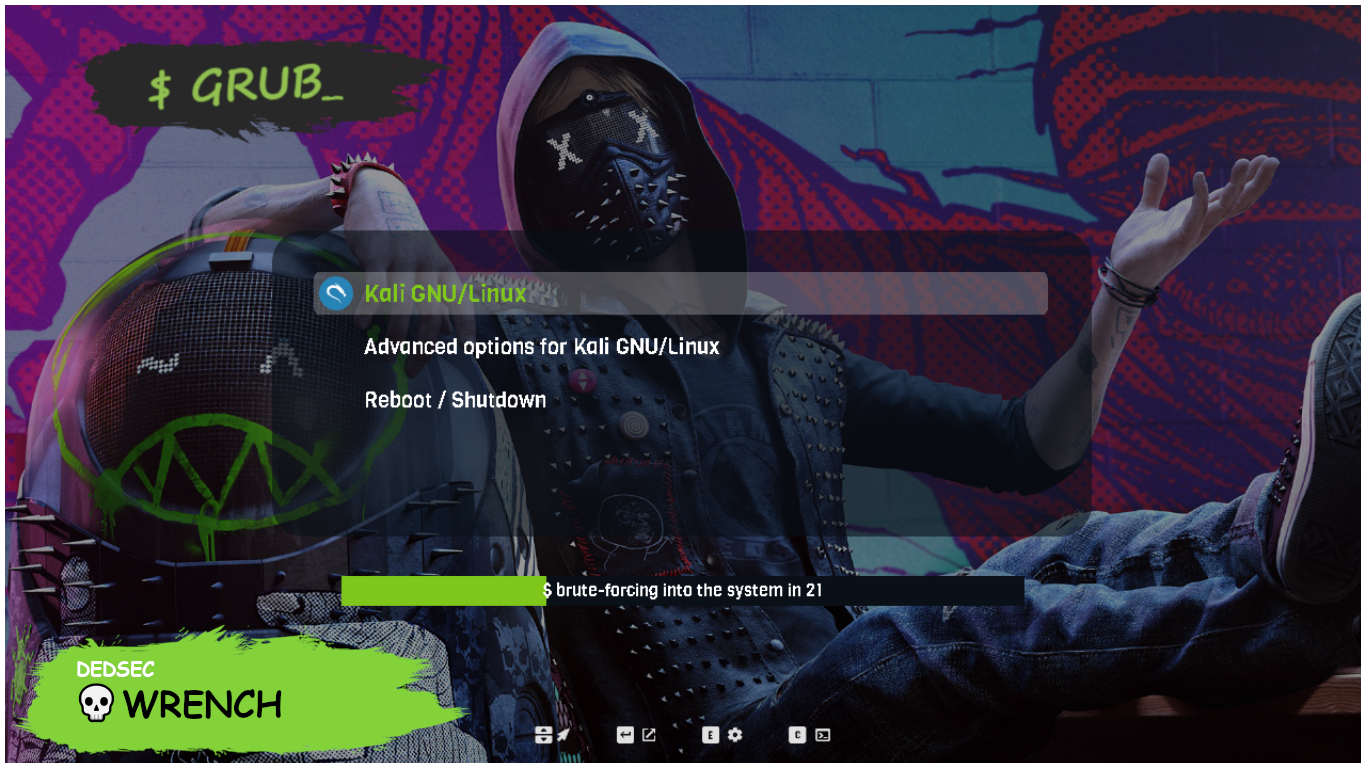 $ GRUB_
Kali GNU/Linux
Advanced options for Kali GNU/Linux
Reboot / Shutdown
$ brute-forcing into the system in 21
DEDSEC
WRENCH
E
C